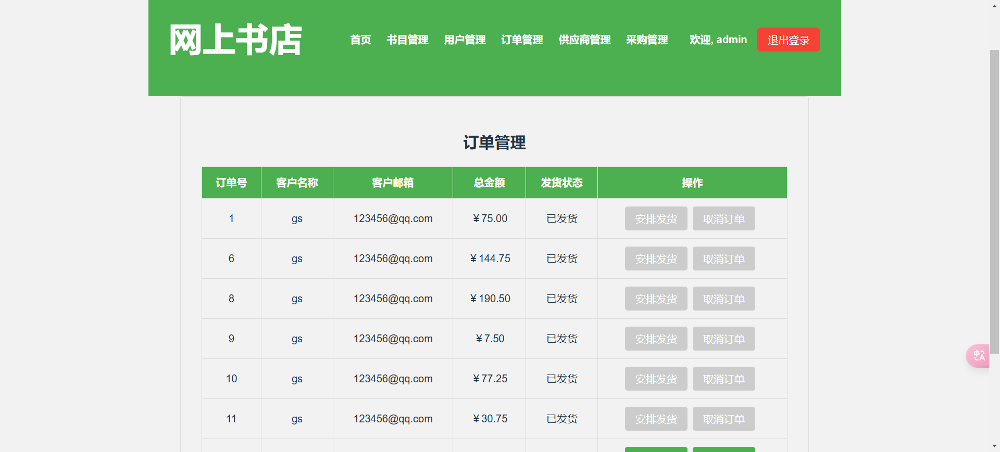 网上书店
首页 书目管理 用户管理 订单管理 供应商管理 采购管理 欢迎, admin 退出登录
订单管理
订单号 客户名称 客户邮箱 总金额 发货状态 操作
1 gs 123456@qq.com ¥75.00 已发货 安排发货 取消订单
6 gs 123456@qq.com ¥144.75 已发货 安排发货 取消订单
8 gs 123456@qq.com ¥190.50 已发货 安排发货 取消订单
9 gs 123456@qq.com ¥7.50 已发货 安排发货 取消订单
10 gs 123456@qq.com ¥77.25 已发货 安排发货 取消订单
11 gs 123456@qq.com ¥30.75 已发货 安排发货 取消订单